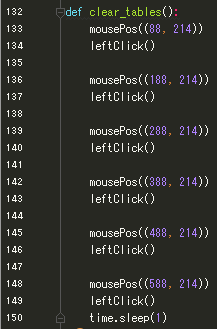 132 def clear_tables():
133 mousePos((88, 214))
134 leftClick()
135
136 mousePos((188, 214))
137 leftClick()
138
139 mousePos((288, 214))
140 leftClick()
141
142 mousePos((388, 214))
143 leftClick()
144
145 mousePos((488, 214))
146 leftClick()
147
148 mousePos((588, 214))
149 leftClick()
150 time.sleep(1)